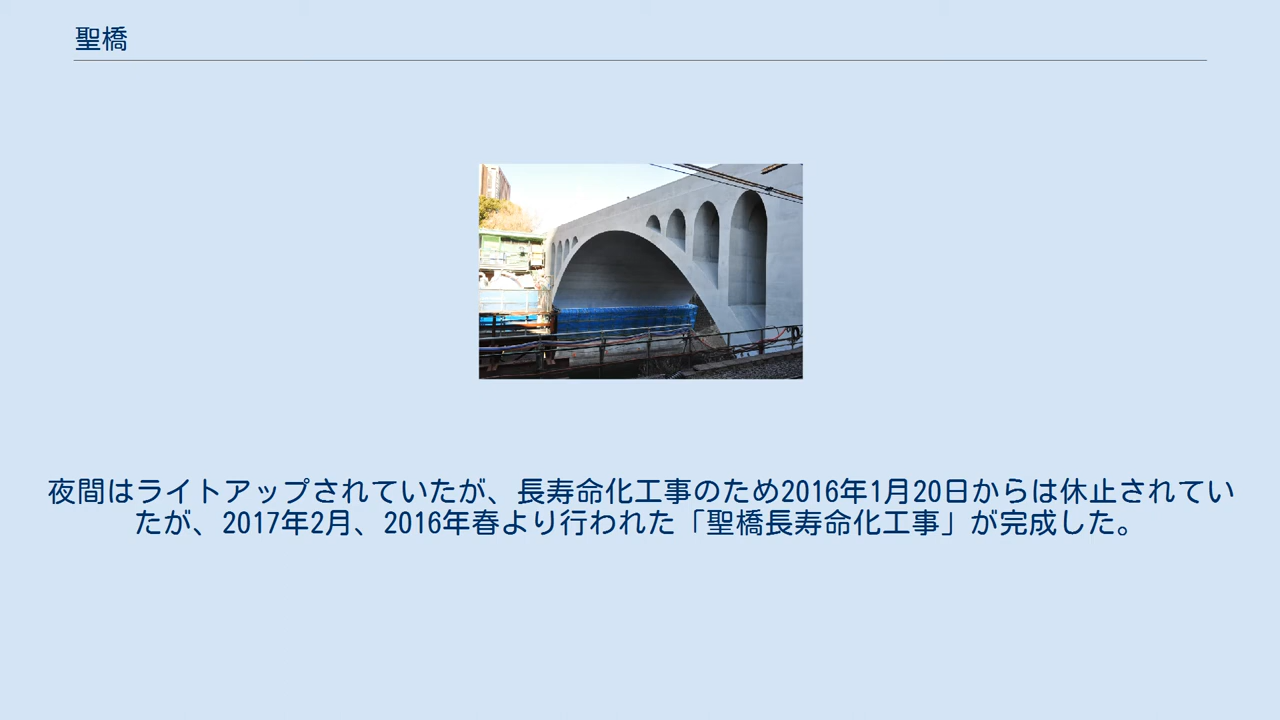 聖橋
夜間はライトアップされていたが、長寿命化工事のため2016年1月20日からは休止されてい
たが、2017年2月、2016年春より行われた「聖橋長寿命化工事」が完成した。